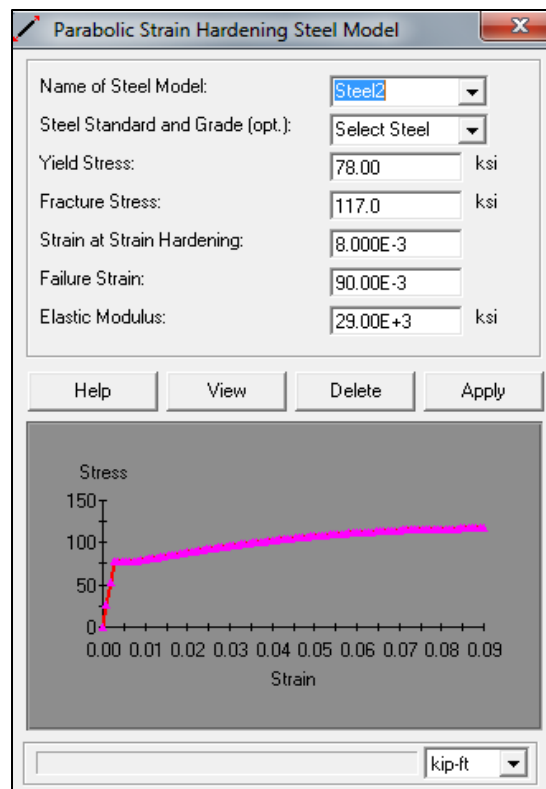 Parabolic Strain Hardening Steel Model
Name of Steel Model: Steel2
Steel Standard and Grade (opt.): Select Steel
Yield Stress: 78.00 ksi
Fracture Stress: 117.0 ksi
Strain at Strain Hardening: 8.000E-3
Failure Strain: 90.00E-3
Elastic Modulus: 29.00E+3 ksi
Help View Delete Apply
Stress
150
100
50
0
0.00 0.01 0.02 0.03 0.04 0.05 0.06 0.07 0.08 0.09
Strain
kip-ft